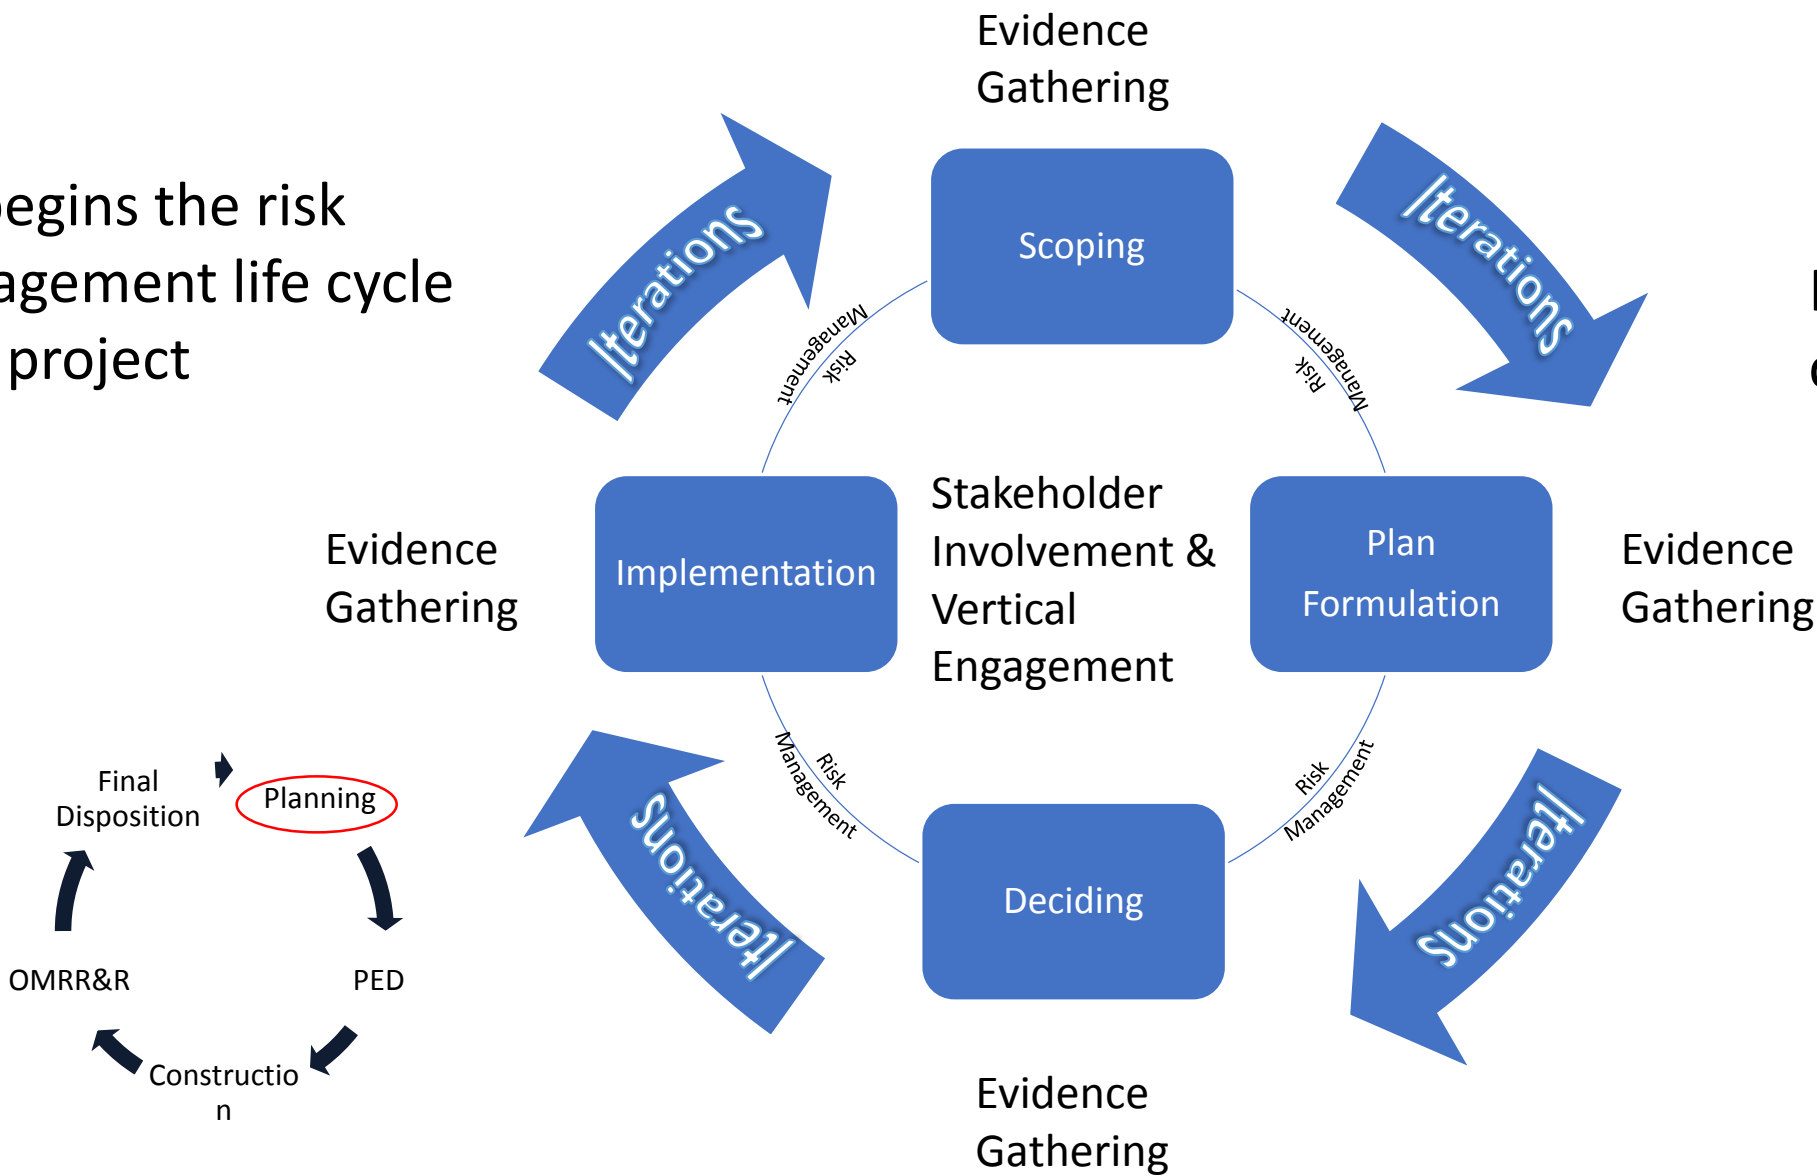 Evidence
Gathering
egins the risk
agement life cycle
project
Iterations
Scoping
Iterations
Risk
Management
Risk
Management
Evidence
Gathering
Implementation
Stakeholder
Involvement &
Vertical
Engagement
Plan
Formulation
Evidence
Gathering
Risk
Management
Risk
Management
Final
Disposition
Planning
Iterations
Deciding
Iterations
OMRR&R
PED
Constructio
n
Evidence
Gathering